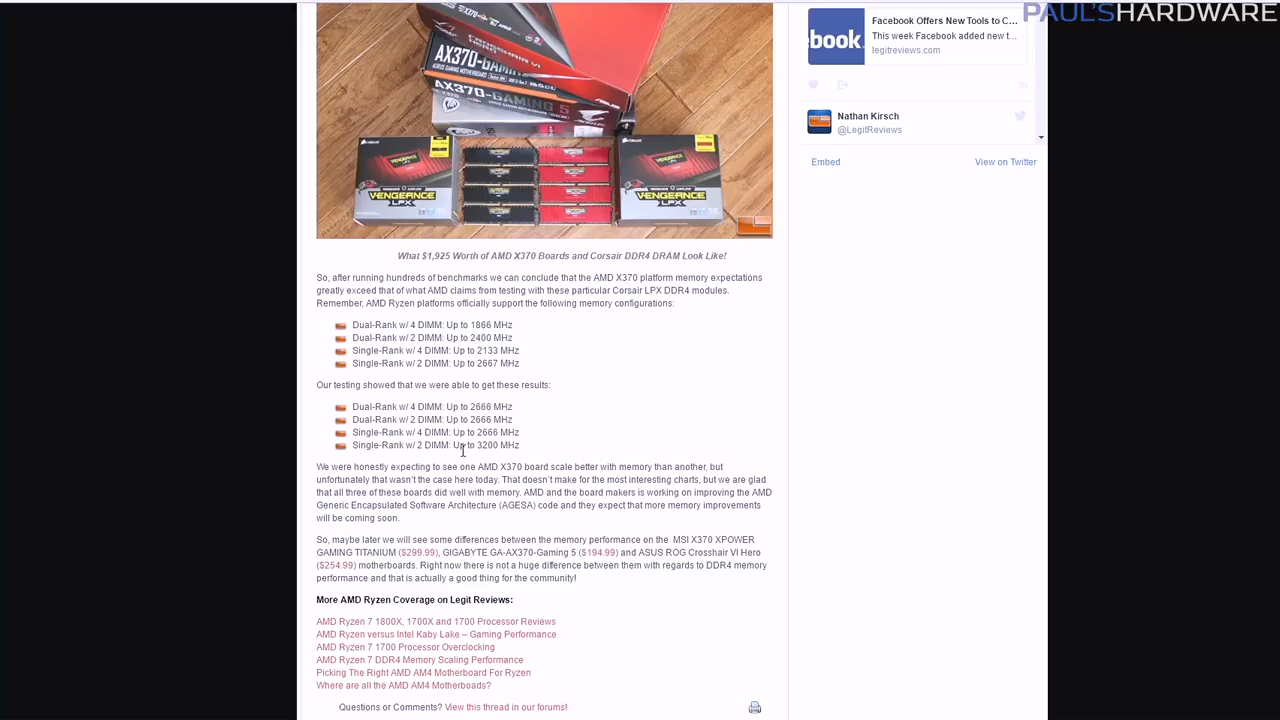 PAUL'SHARDWARE
AX370-GAMING
AX370-GAMING 5
VENGEANCE
LPX
VENGEANCE
LPX
What $1,925 Worth of AMD X370 Boards and Corsair DDR4 DRAM Look Like!
So, after running hundreds of benchmarks we can conclude that the AMD X370 platform memory expectations
greatly exceed that of what AMD claims from testing with these particular Corsair LPX DDR4 modules.
Remember, AMD Ryzen platforms officially support the following memory configurations:
Dual-Rank w/ 4 DIMM: Up to 1866 MHz
Dual-Rank w/ 2 DIMM: Up to 2400 MHz
Single-Rank w/ 4 DIMM: Up to 2133 MHz
Single-Rank w/ 2 DIMM: Up to 2667 MHz
Our testing showed that we were able to get these results:
Dual-Rank w/ 4 DIMM: Up to 2666 MHz
Dual-Rank w/ 2 DIMM: Up to 2666 MHz
Single-Rank w/ 4 DIMM: Up to 2666 MHz
Single-Rank w/ 2 DIMM: Up to 3200 MHz
We were honestly expecting to see one AMD X370 board scale better with memory than another, but
unfortunately that wasn't the case here today. That doesn't make for the most interesting charts, but we are glad
that all three of these boards did well with memory. AMD and the board makers is working on improving the AMD
Generic Encapsulated Software Architecture (AGESA) code and they expect that more memory improvements
will be coming soon.
So, maybe later we will see some differences between the memory performance on the MSI X370 XPOWER
GAMING TITANIUM ($299.99), GIGABYTE GA-AX370-Gaming 5 ($194.99) and ASUS ROG Crosshair VI Hero
($254.99) motherboards. Right now there is not a huge difference between them with regards to DDR4 memory
performance and that is actually a good thing for the community!
More AMD Ryzen Coverage on Legit Reviews:
AMD Ryzen 7 1800X, 1700X and 1700 Processor Reviews
AMD Ryzen versus Intel Kaby Lake – Gaming Performance
AMD Ryzen 7 1700 Processor Overclocking
AMD Ryzen 7 DDR4 Memory Scaling Performance
Picking The Right AMD AM4 Motherboard For Ryzen
Where are all the AMD AM4 Motherboads?
Questions or Comments? View this thread in our forums!
book.
Facebook Offers New Tools to C...
This week Facebook added new t...
legitreviews.com
Nathan Kirsch
@LegitReviews
Embed
View on Twitter